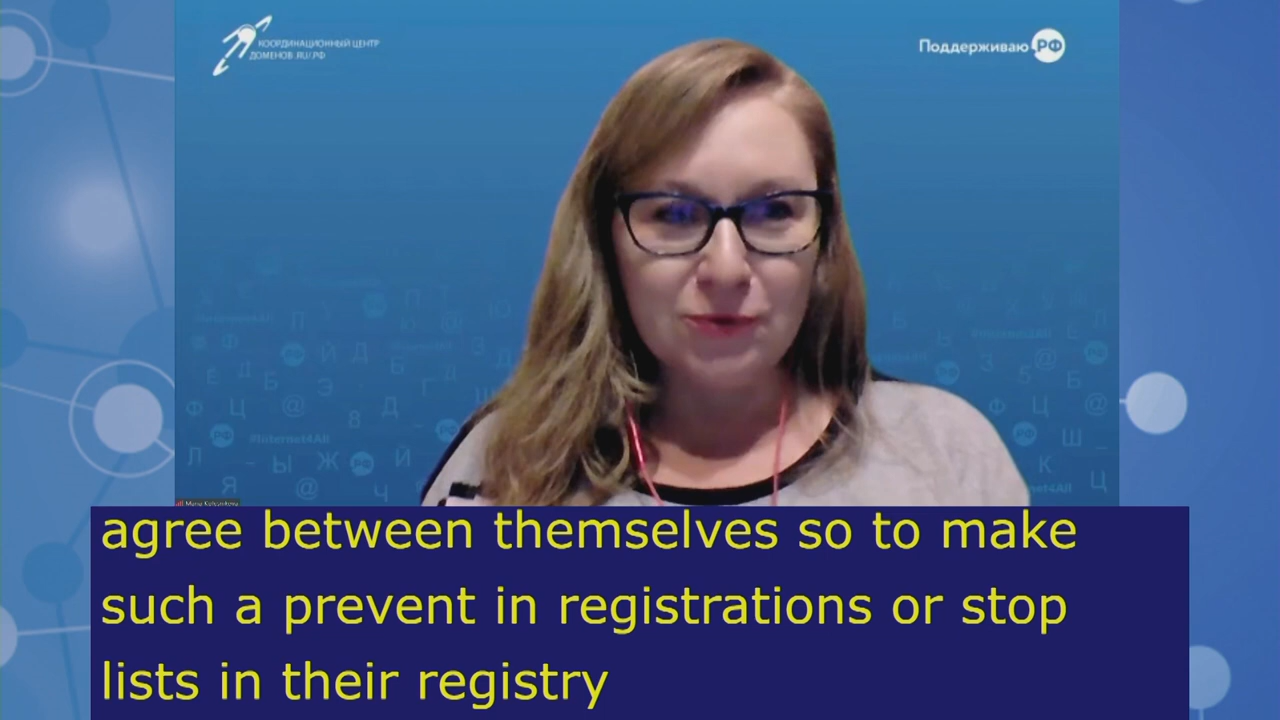 КООРДИНАЦИОННЫЙ ЦЕНТР
ДОМЕНОВ .RU/.РФ
Поддерживаю РФ
#Internet4All
agree between themselves so to make
such a prevent in registrations or stop
lists in their registry